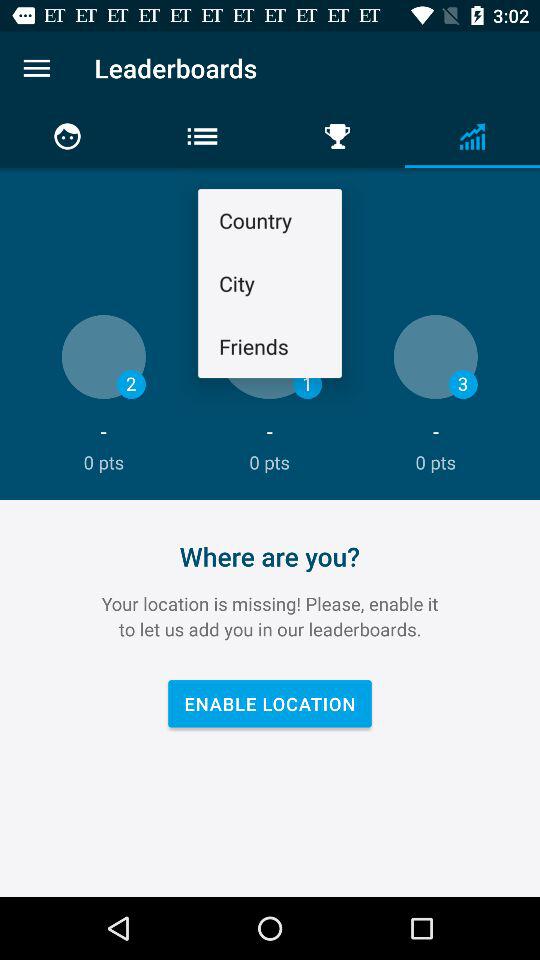 ET ET ET ET ET ET ET ET ET ET ET 3:02
Leaderboards
Country
City
Friends
2
1
3
- - -
0 pts 0 pts 0 pts
Where are you?
Your location is missing! Please, enable it
to let us add you in our leaderboards.
ENABLE LOCATION